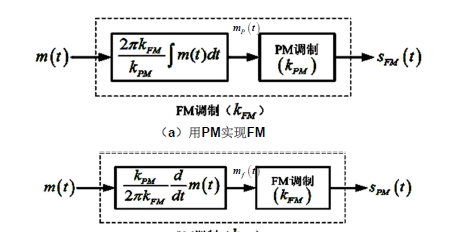 m(t) 2πk_FM/k_PM ∫m(t)dt m_p(t) PM调制 (k_PM) s_FM(t)
FM调制（k_FM）
（a）用PM实现FM
m(t) k_PM/2πk_FM d/dt m(t) m_f(t) FM调制 (k_FM) s_PM(t)